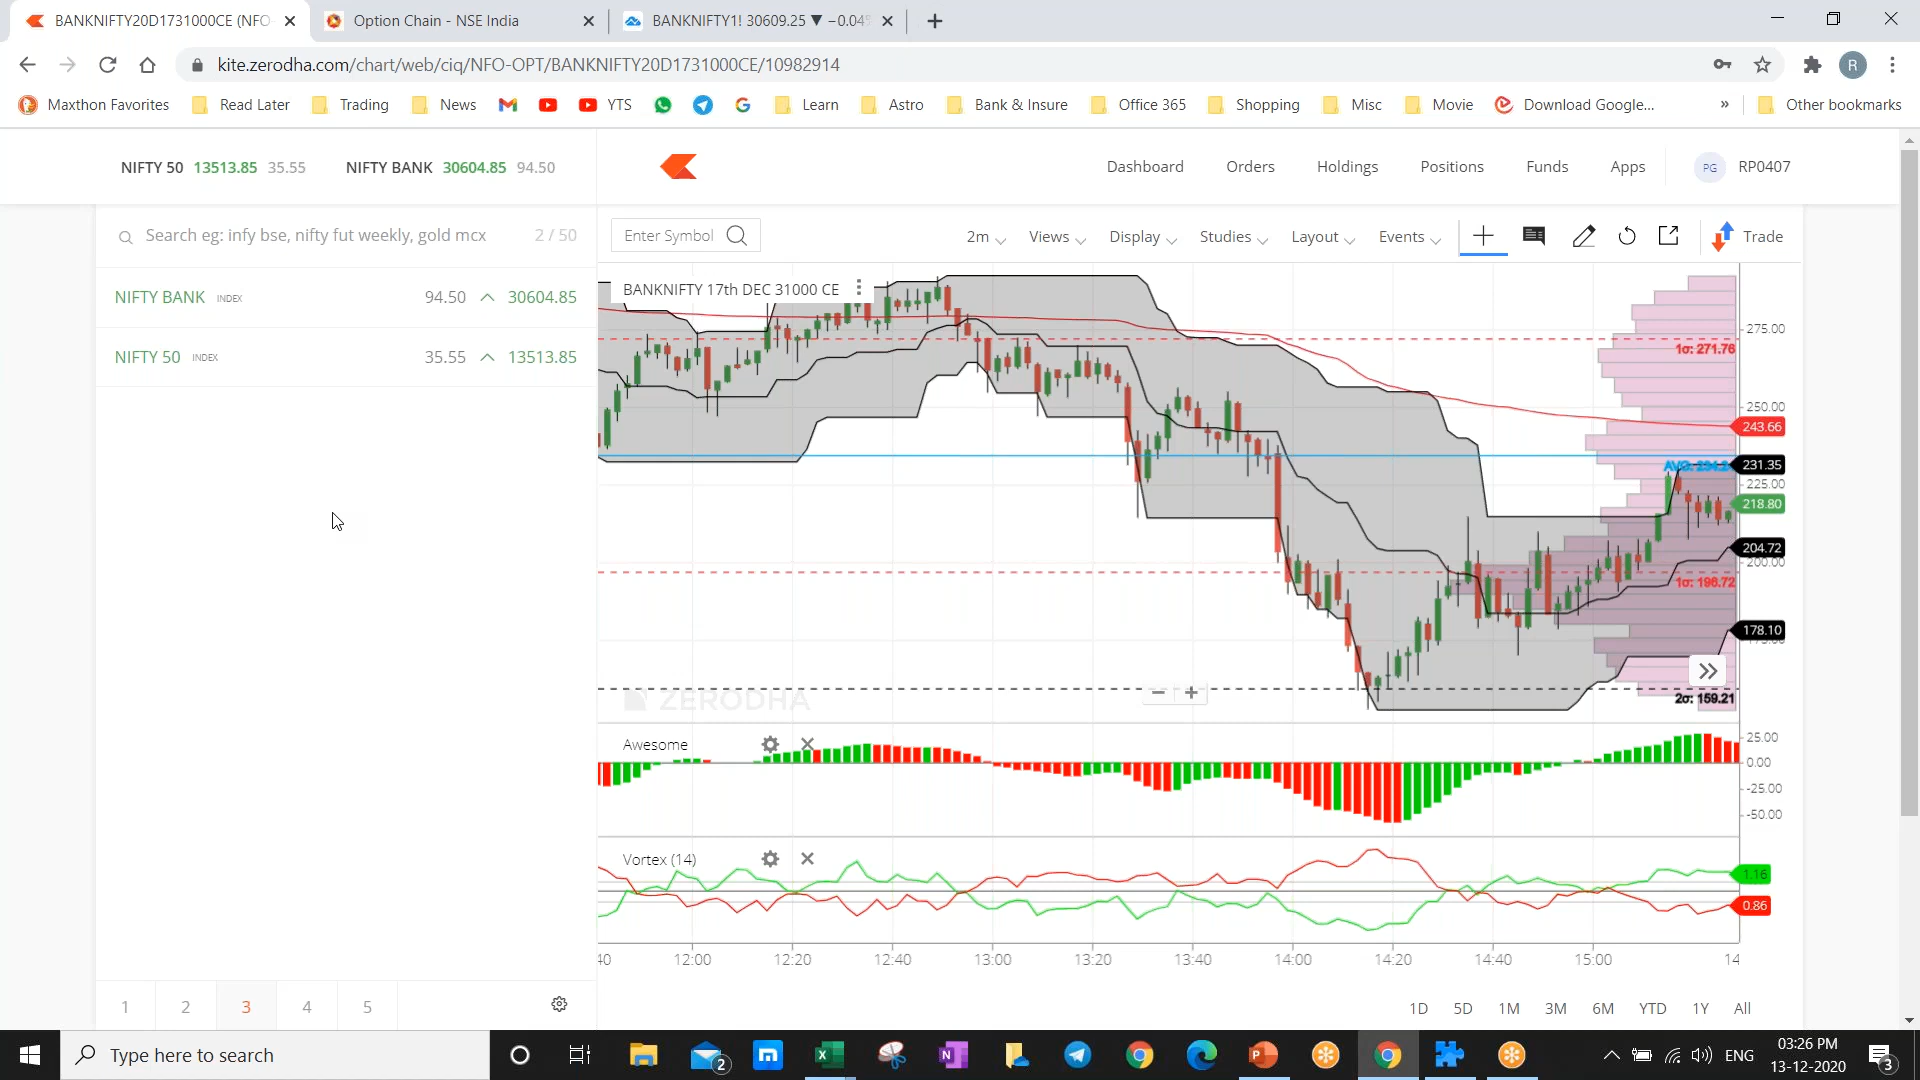 BANKNIFTY20D1731000CE (NFO-
Option Chain - NSE India
BANKNIFTY1! 30609.25 ▼ −0.04%
kite.zerodha.com/chart/web/ciq/NFO-OPT/BANKNIFTY20D1731000CE/10982914
R
Maxthon Favorites
Read Later
Trading
News
YTS
Learn
Astro
Bank & Insure
Office 365
Shopping
Misc
Movie
Download Google...
»
Other bookmarks
NIFTY 50 13513.85 35.55
NIFTY BANK 30604.85 94.50
Dashboard
Orders
Holdings
Positions
Funds
Apps
PG
RP0407
Search eg: infy bse, nifty fut weekly, gold mcx
2 / 50
NIFTY BANK INDEX 94.50 30604.85
NIFTY 50 INDEX 35.55 13513.85
Enter Symbol
2m
Views
Display
Studies
Layout
Events
Trade
BANKNIFTY 17th DEC 31000 CE
275.00
1σ: 271.76
250.00
243.66
AVG: 234.2
231.35
225.00
218.80
204.72
200.00
1σ: 196.72
178.10
2σ: 159.21
ZERODHA
Awesome
25.00
0.00
-25.00
-50.00
Vortex (14)
1.16
0.86
12:00
12:20
12:40
13:00
13:20
13:40
14:00
14:20
14:40
15:00
14
1D
5D
1M
3M
6M
YTD
1Y
All
1
2
3
4
5
Type here to search
2
ENG
03:26 PM
13-12-2020
3